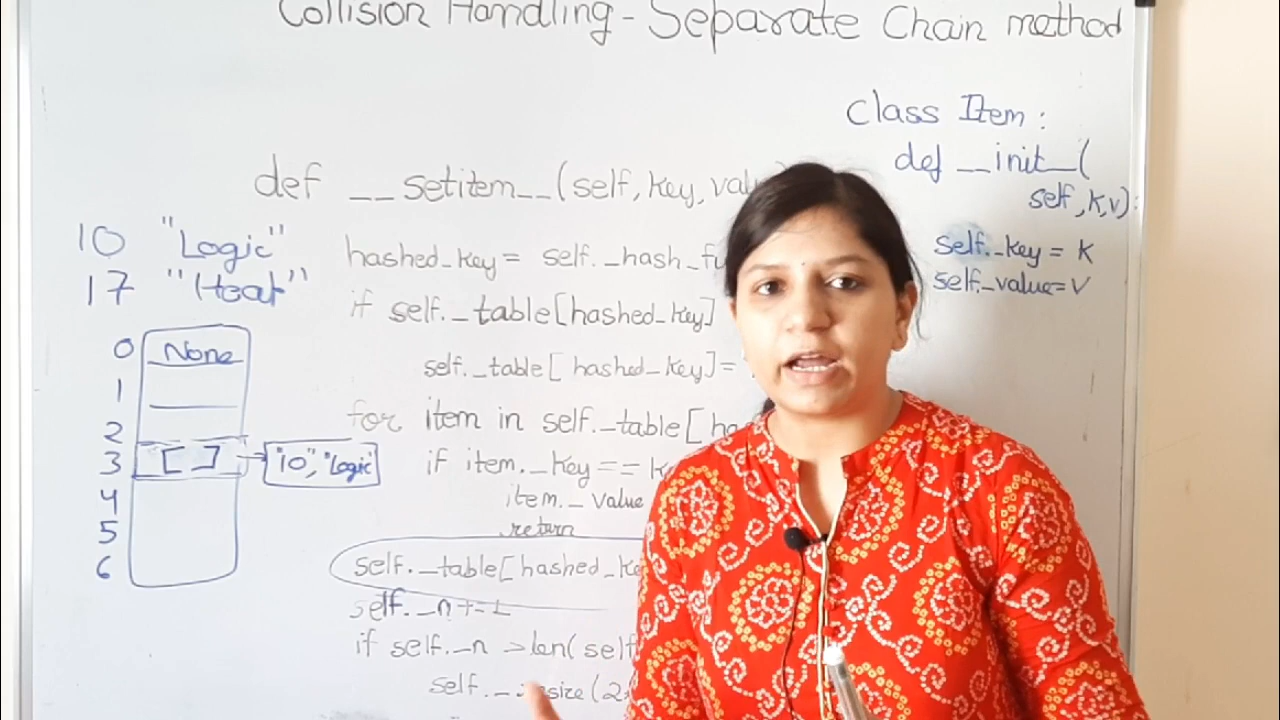 Collision Handling - Separate Chain method
class Item:
def __init__(
self, k, v):
self._key = k
self._value = v
def __setitem__(self, key, value
hashed_key = self._hash_fu
if self._table[hashed_key]
self._table[hashed_key] =
for item in self._table[ha
if item._key == k
item._value
return
self._table[hashed_ke
self._n += 1
if self._n > len(self
self._resize(2
10 "Logic"
17 "Heat"
0 None
1
2
3 [ ] → "10", "Logic"
4
5
6